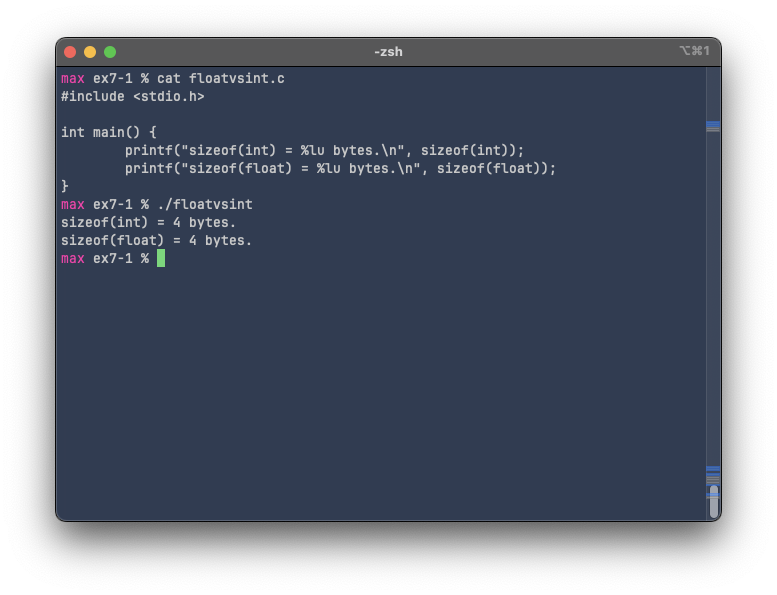 -zsh
⌥⌘1
max ex7-1 % cat floatvsint.c
#include <stdio.h>
int main() {
        printf("sizeof(int) = %lu bytes.\n", sizeof(int));
        printf("sizeof(float) = %lu bytes.\n", sizeof(float));
}
max ex7-1 % ./floatvsint
sizeof(int) = 4 bytes.
sizeof(float) = 4 bytes.
max ex7-1 %